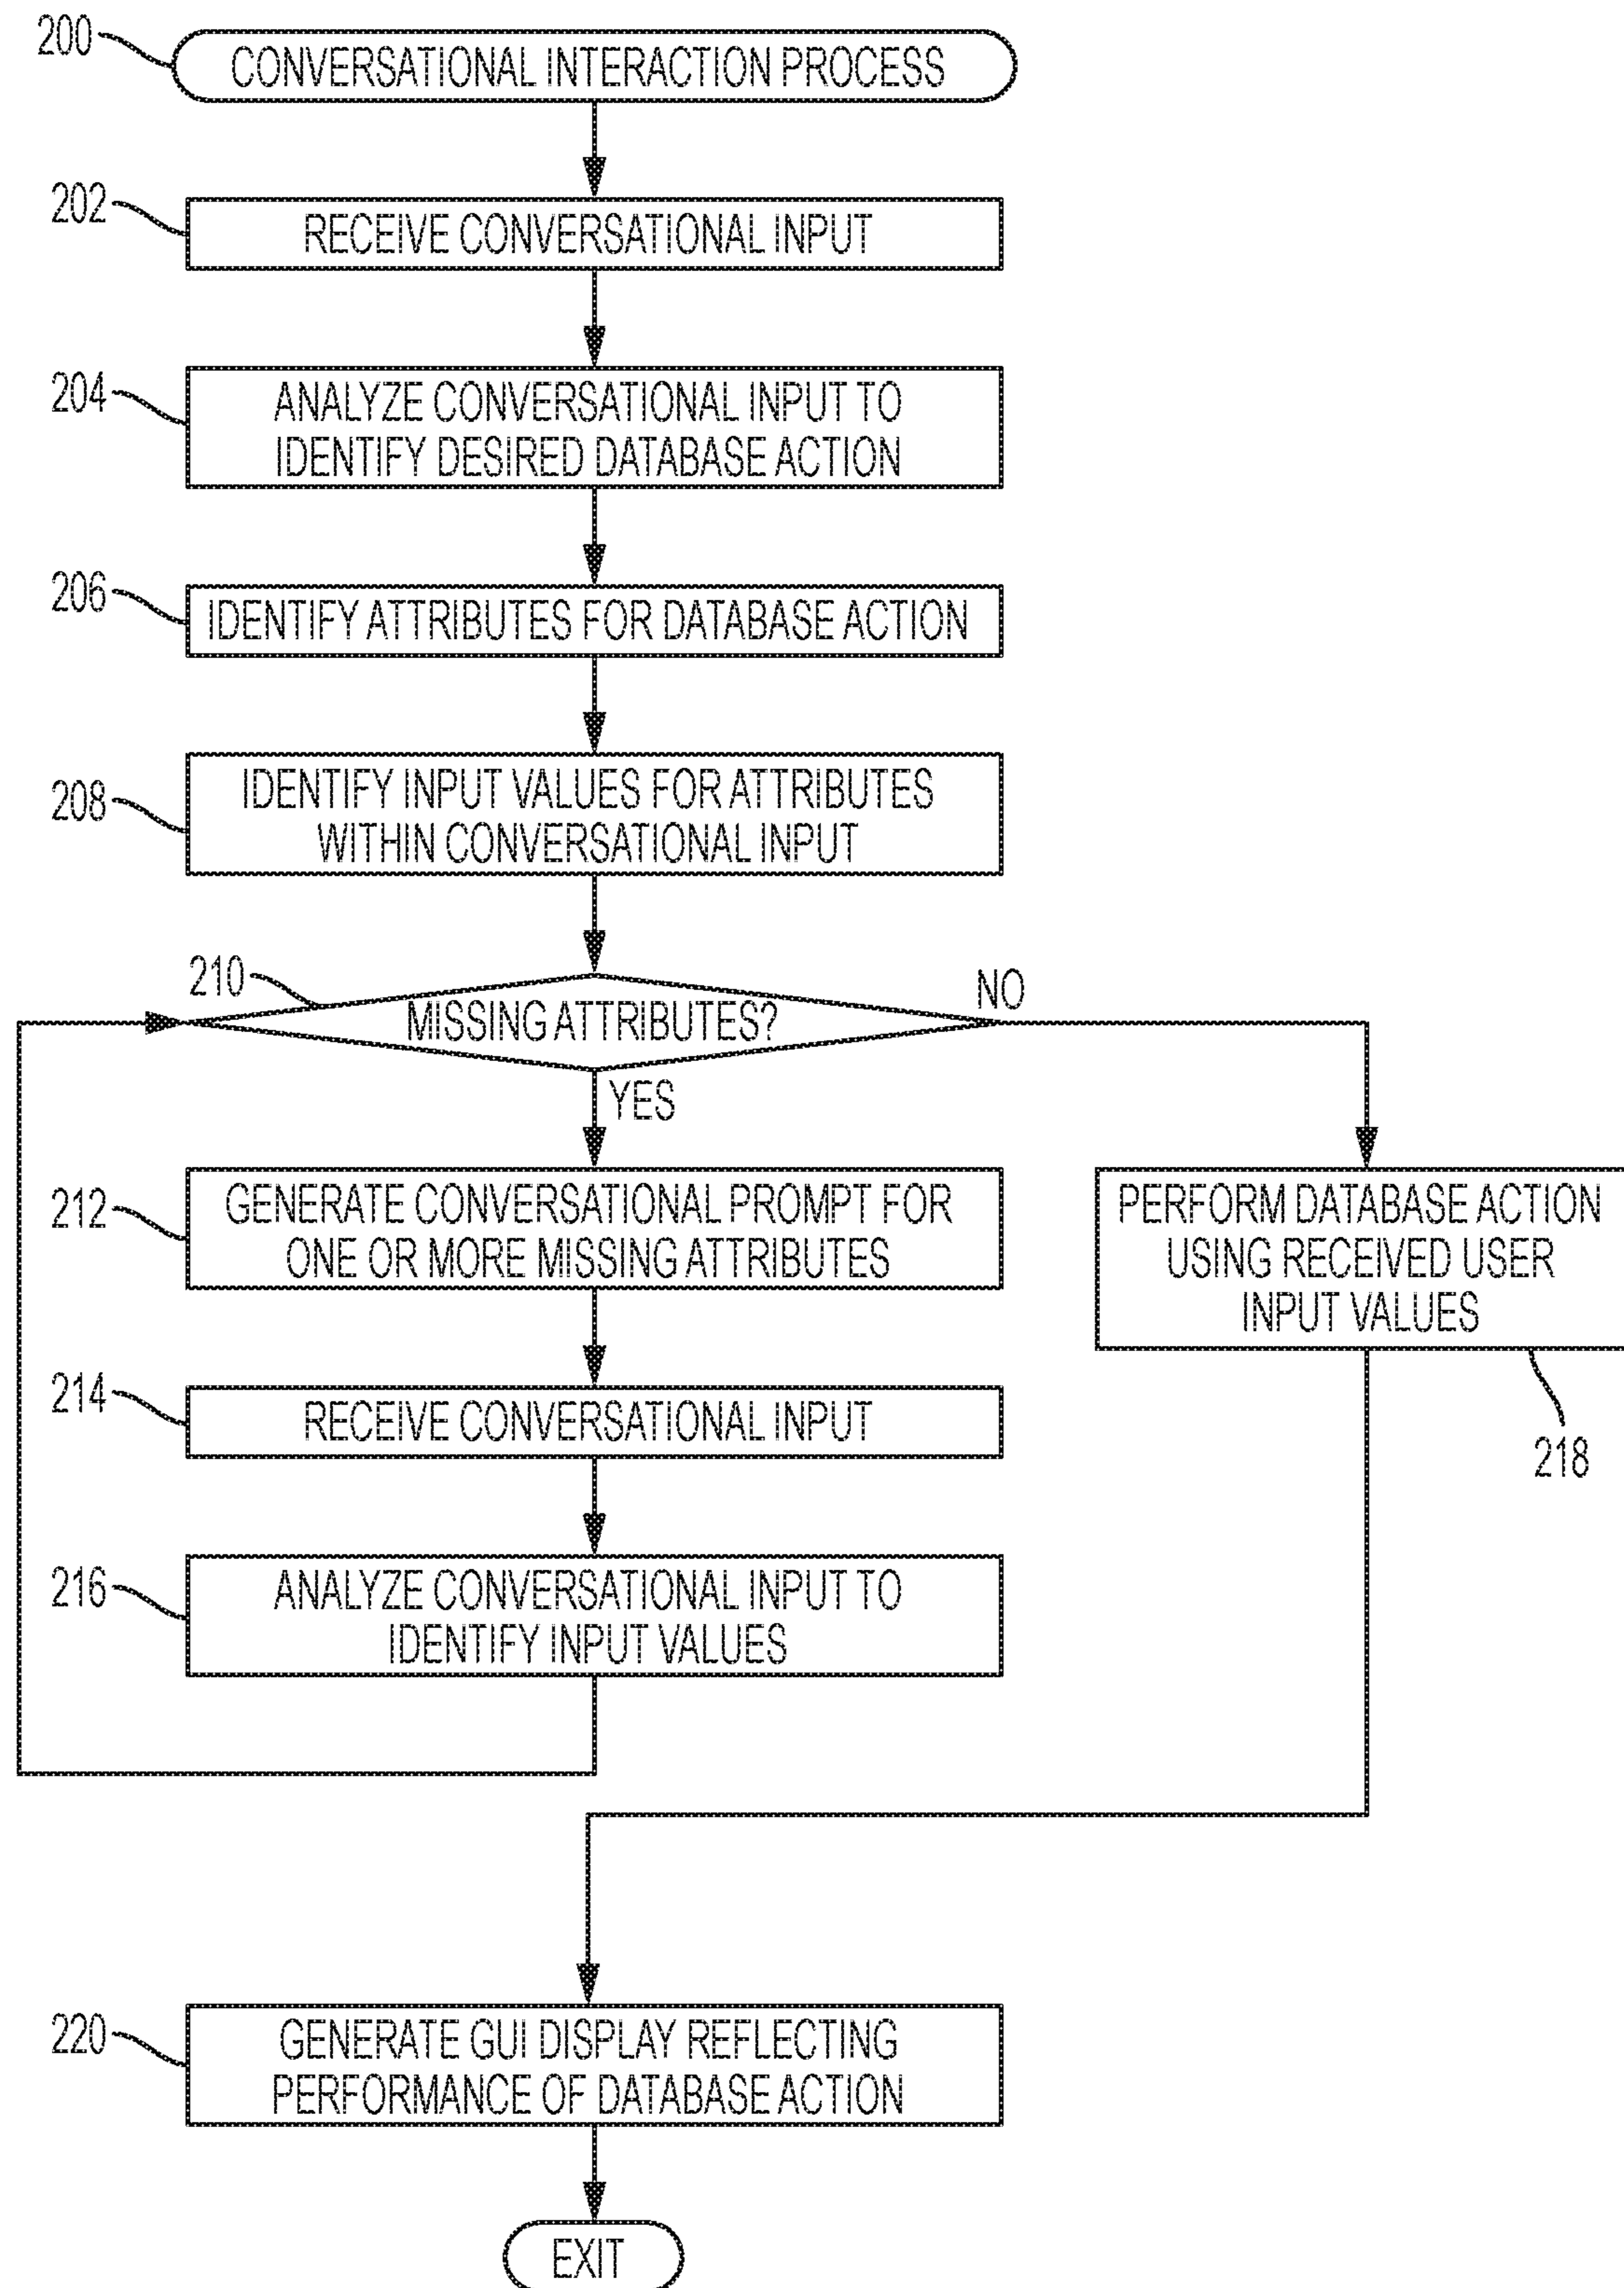 200
CONVERSATIONAL INTERACTION PROCESS
202
RECEIVE CONVERSATIONAL INPUT
204
ANALYZE CONVERSATIONAL INPUT TO
IDENTIFY DESIRED DATABASE ACTION
206
IDENTIFY ATTRIBUTES FOR DATABASE ACTION
208
IDENTIFY INPUT VALUES FOR ATTRIBUTES
WITHIN CONVERSATIONAL INPUT
210
MISSING ATTRIBUTES?
NO
YES
212
GENERATE CONVERSATIONAL PROMPT FOR
ONE OR MORE MISSING ATTRIBUTES
PERFORM DATABASE ACTION
USING RECEIVED USER
INPUT VALUES
218
214
RECEIVE CONVERSATIONAL INPUT
216
ANALYZE CONVERSATIONAL INPUT TO
IDENTIFY INPUT VALUES
220
GENERATE GUI DISPLAY REFLECTING
PERFORMANCE OF DATABASE ACTION
EXIT